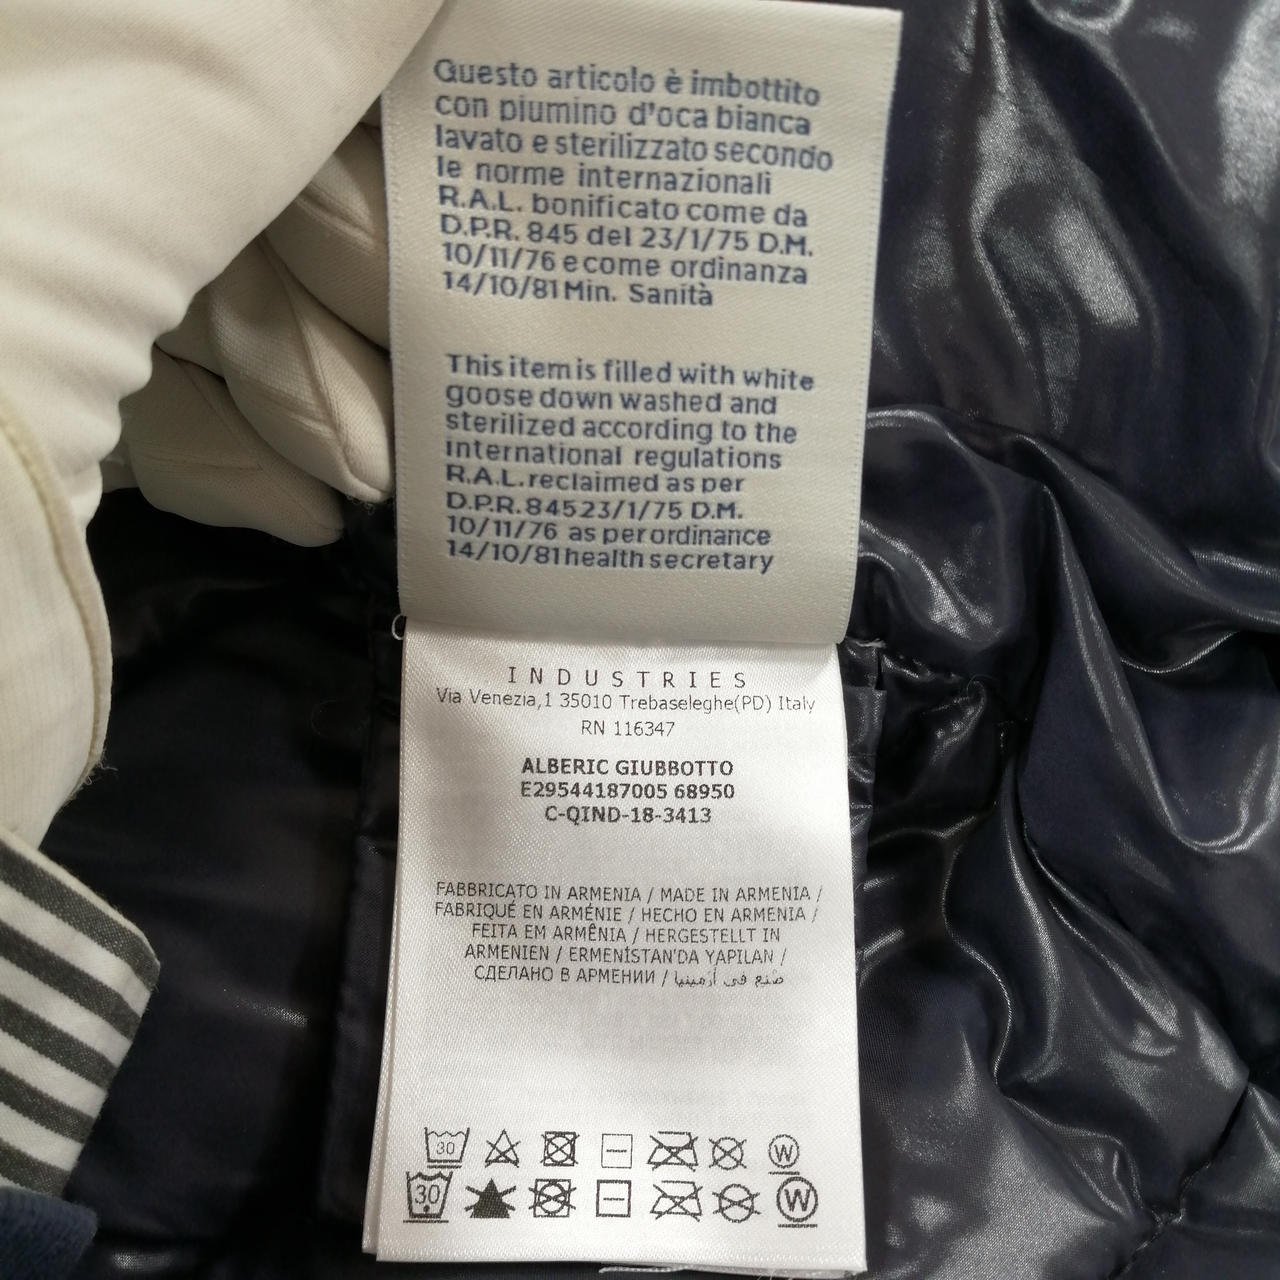 Questo articolo è imbottito
con piumino d'oca bianca
lavato e sterilizzato secondo
le norme internazionali
R.A.L. bonificato come da
D.P.R. 845 del 23/1/75 D.M.
10/11/76 e come ordinanza
14/10/81 Min. Sanità
This item is filled with white
goose down washed and
sterilized according to the
international regulations
R.A.L. reclaimed as per
D.P.R. 845 23/1/75 D.M.
10/11/76 as per ordinance
14/10/81 health secretary
INDUSTRIES
Via Venezia,1 35010 Trebaseleghe(PD) Italy
RN 116347
ALBERIC GIUBBOTTO
E29544187005 68950
C-QIND-18-3413
FABBRICATO IN ARMENIA / MADE IN ARMENIA /
FABRIQUÉ EN ARMÉNIE / HECHO EN ARMENIA /
FEITA EM ARMÊNIA / HERGESTELLT IN
ARMENIEN / ERMENİSTAN'DA YAPILAN /
СДЕЛАНО В АРМЕНИИ / صنع في أرمينيا
30 W
30 W